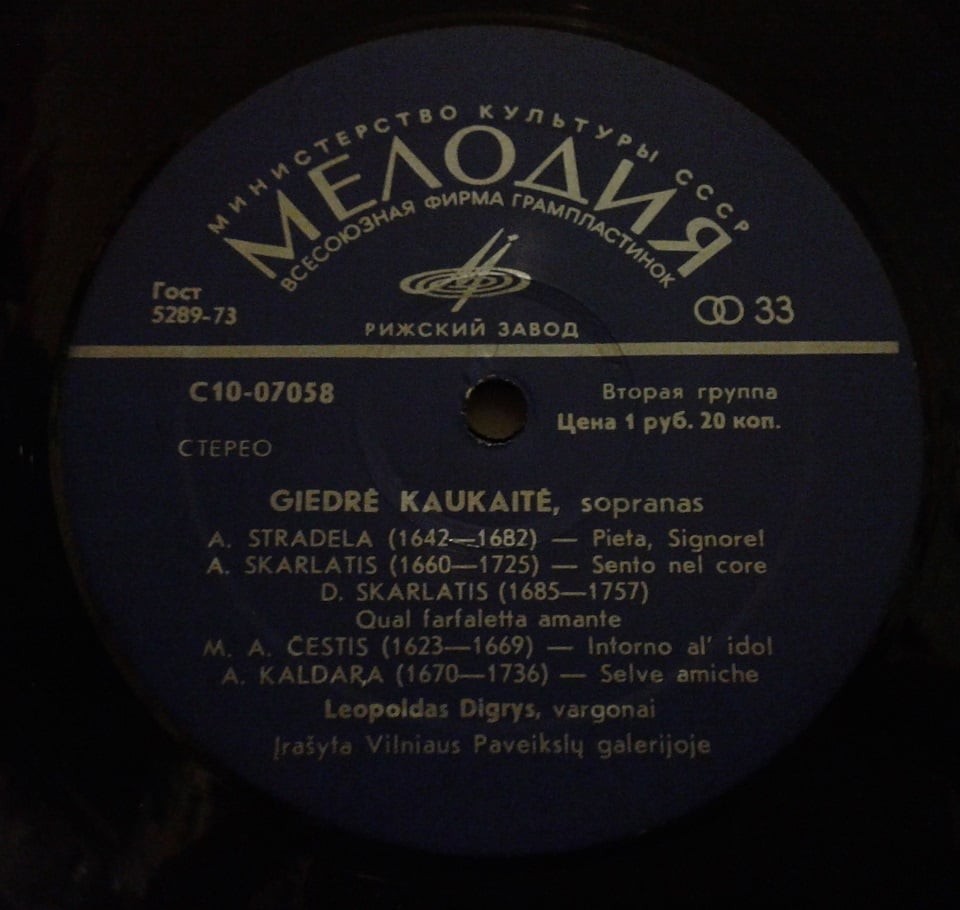 МИНИСТЕРСТВО КУЛЬТУРЫ СССР
МЕЛОДИЯ
ВСЕСОЮЗНАЯ ФИРМА ГРАМПЛАСТИНОК
Гост
5289-73
33
РИЖСКИЙ ЗАВОД
С10-07058
Вторая группа
Цена 1 руб. 20 коп.
СТЕРЕО
GIEDRĖ KAUKAITĖ, sopranas
A. STRADELA (1642—1682) — Pieta, Signore!
A. SKARLATIS (1660—1725) — Sento nel core
D. SKARLATIS (1685—1757)
Qual farfaletta amante
M. A. ČESTIS (1623—1669) — Intorno al' idol
A. KALDARA (1670—1736) — Selve amiche
Leopoldas Digrys, vargonai
Įrašyta Vilniaus Paveikslų galerijoje